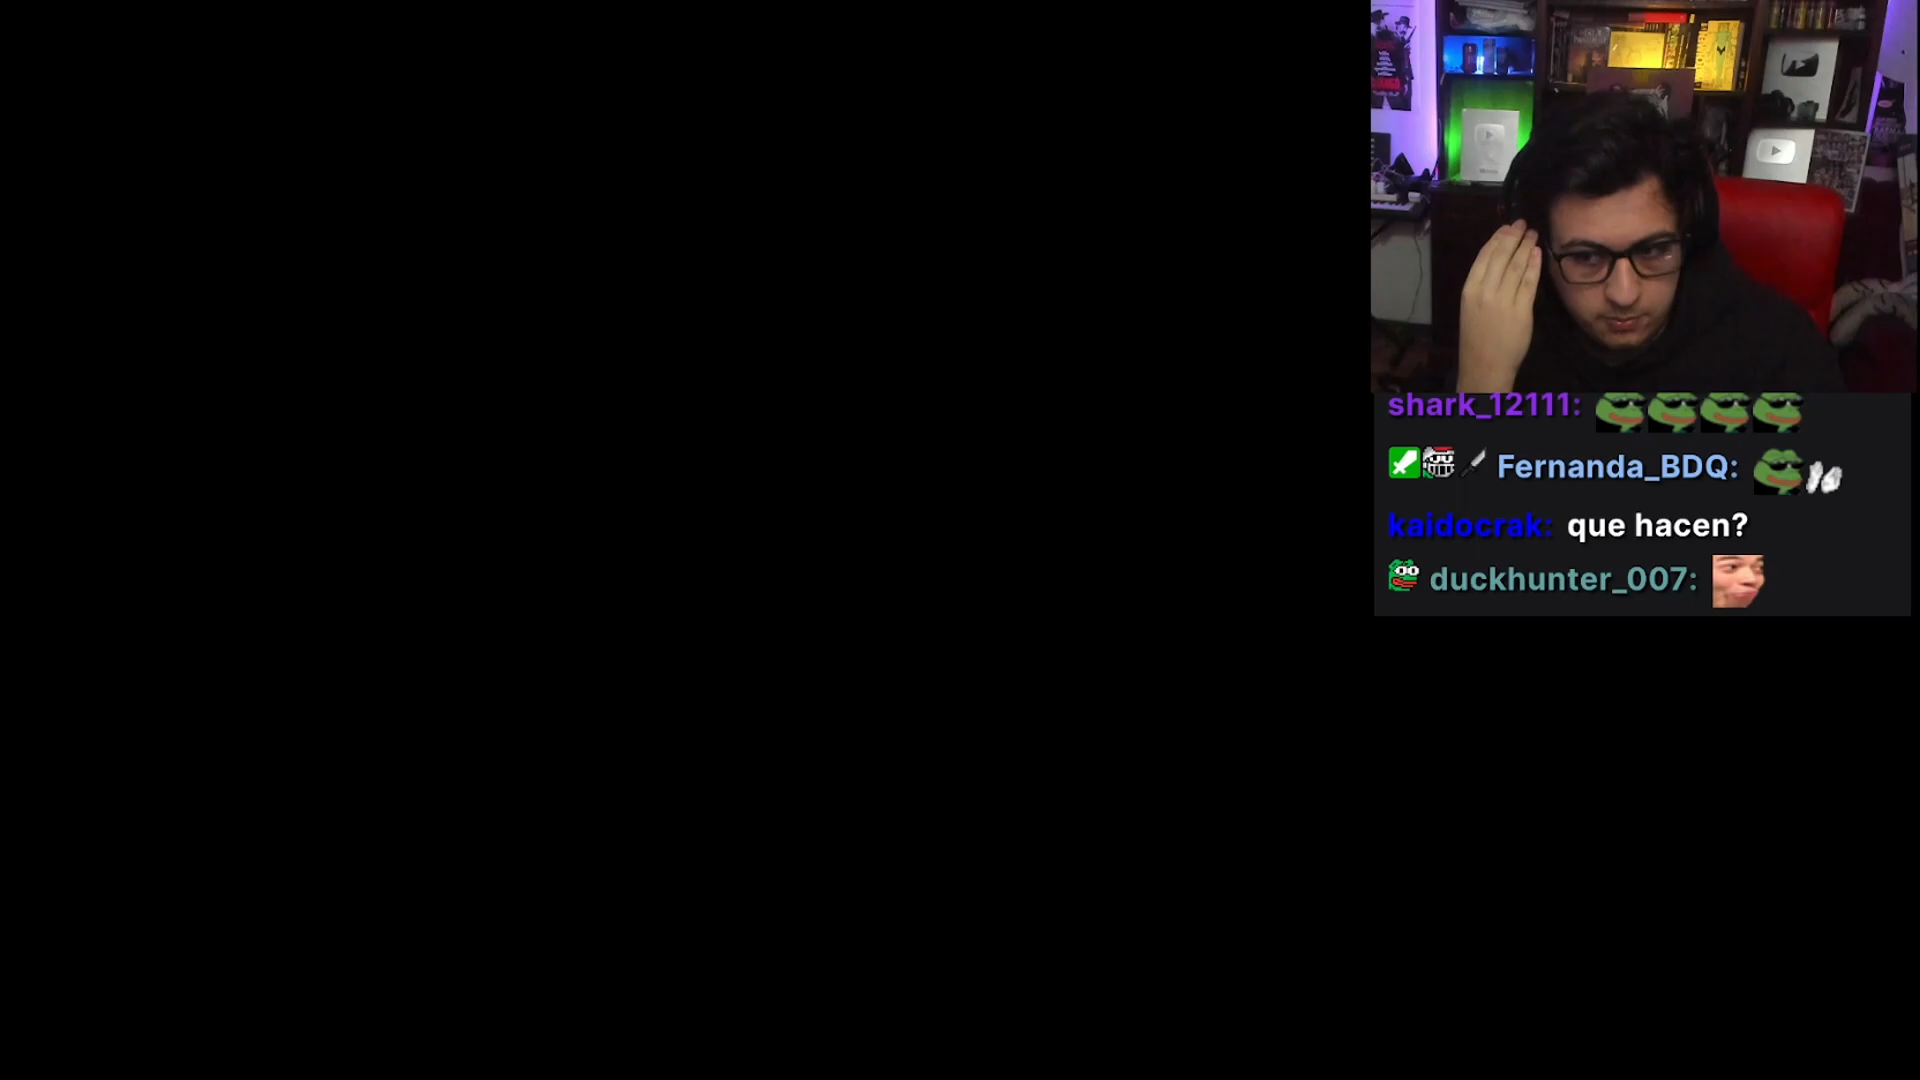 shark_12111:
Fernanda_BDQ:
kaidocrak: que hacen?
duckhunter_007: